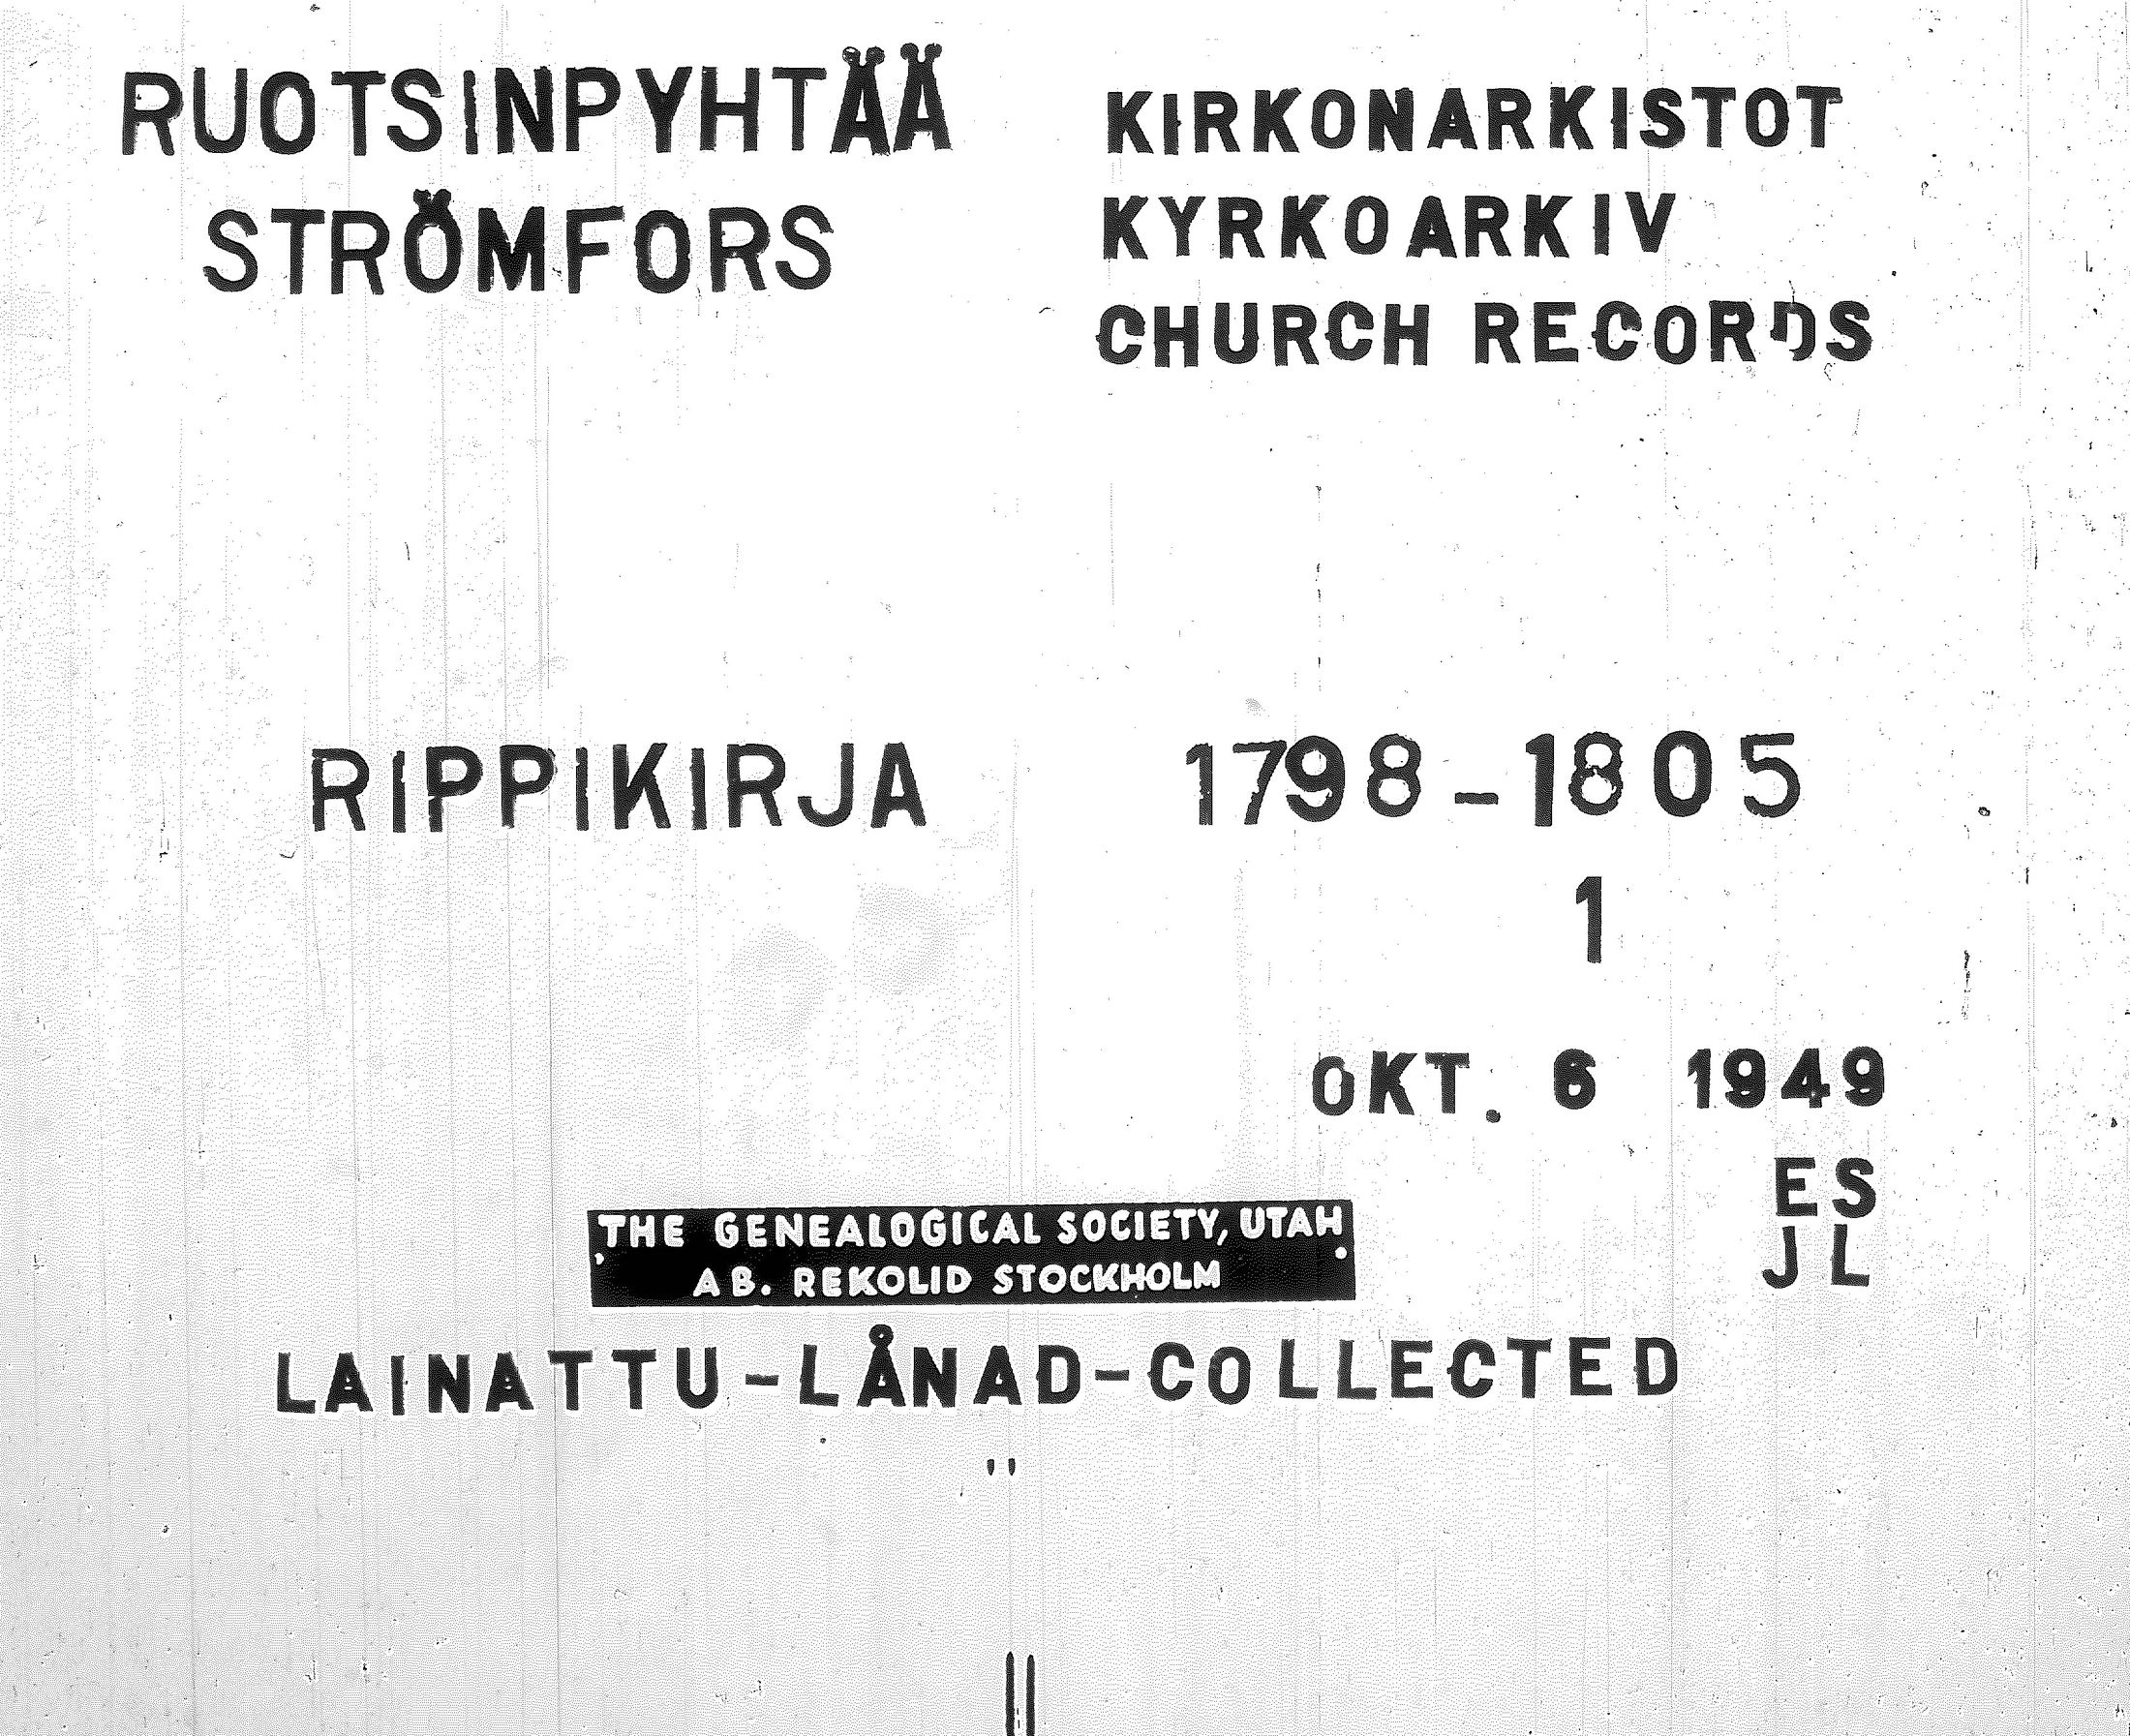 RUOTSINPYHTÄÄ
STRÖMFORS
KIRKONARKISTOT
KYRKOARKIV
CHURCH RECORDS
RIPPIKIRJA 1798-1805
1
OKT. 6 1949
ES
JL
THE GENEALOGICAL SOCIETY, UTAH
AB. REKOLID STOCKHOLM
LAINATTU-LÅNAD-COLLECTED
"